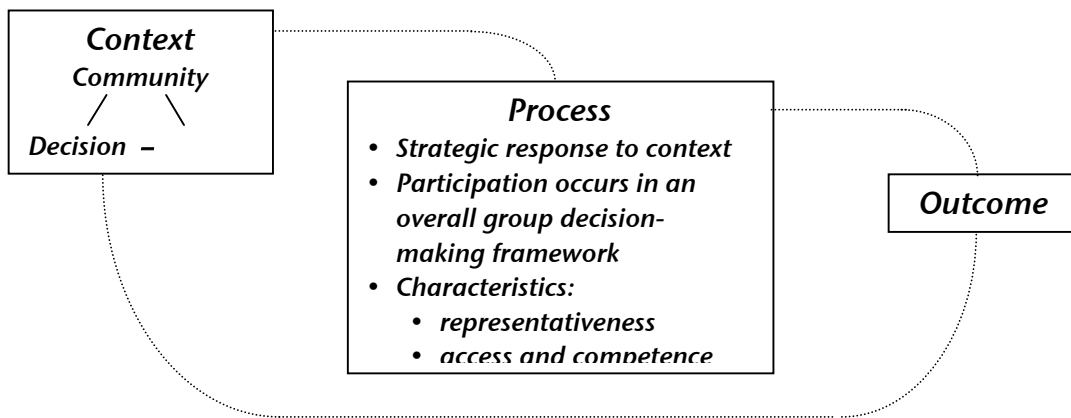 Context
Community
Decision –
Process
• Strategic response to context
• Participation occurs in an
overall group decision-
making framework
• Characteristics:
• representativeness
• access and competence
Outcome